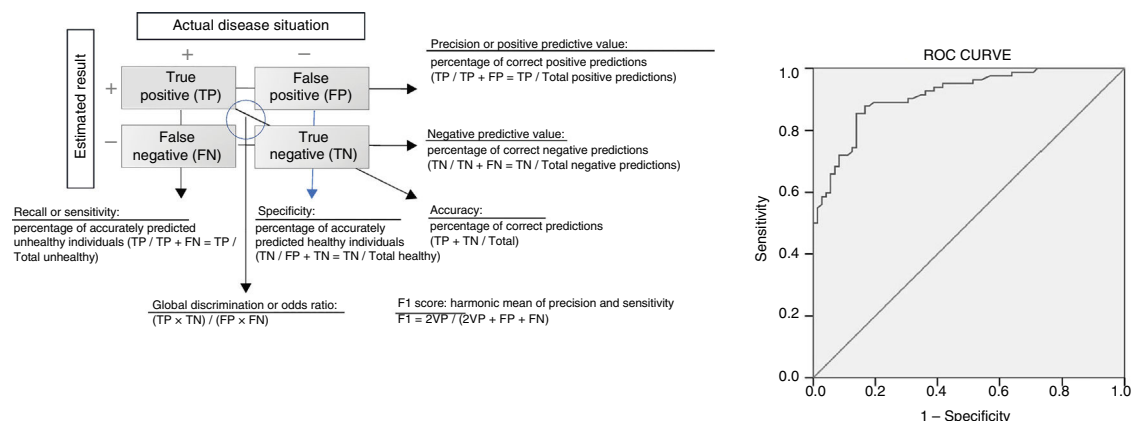 Actual disease situation
Estimated result
+
−
+
True
positive (TP)
False
positive (FP)
−
False
negative (FN)
True
negative (TN)
Precision or positive predictive value:
percentage of correct positive predictions
(TP / TP + FP = TP / Total positive predictions)
Negative predictive value:
percentage of correct negative predictions
(TN / TN + FN = TN / Total negative predictions)
Recall or sensitivity:
percentage of accurately predicted
unhealthy individuals (TP / TP + FN = TP /
Total unhealthy)
Specificity:
percentage of accurately
predicted healthy individuals
(TN / FP + TN = TN / Total healthy)
Accuracy:
percentage of correct predictions
(TP + TN / Total)
Global discrimination or odds ratio:
(TP × TN) / (FP × FN)
F1 score: harmonic mean of precision and sensitivity
F1 = 2VP / (2VP + FP + FN)
ROC CURVE
Sensitivity
1.0
0.8
0.6
0.4
0.2
0.0
0.0
0.2
0.4
0.6
0.8
1.0
1 – Specificity